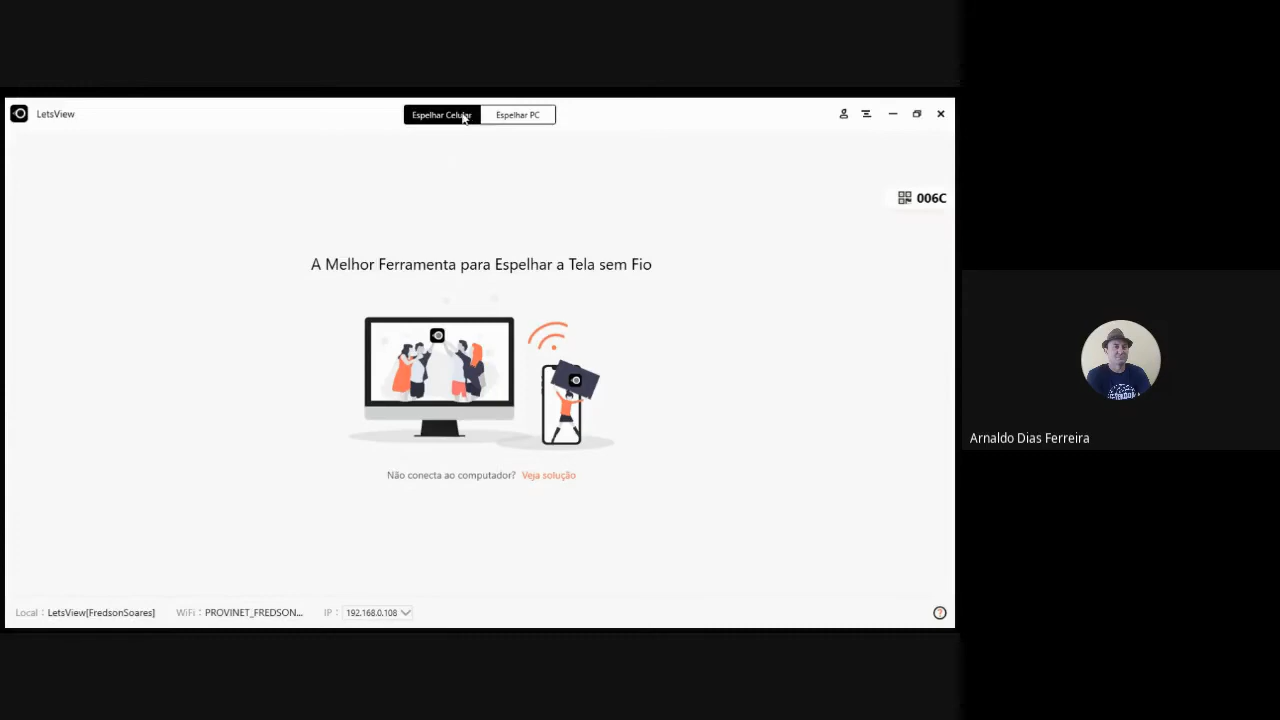 LetsView
Espelhar Celular
Espelhar PC
006C
A Melhor Ferramenta para Espelhar a Tela sem Fio
Não conecta ao computador? Veja solução
Arnaldo Dias Ferreira
Local : LetsView[FredsonSoares]
WiFi : PROVINET_FREDSON...
IP : 192.168.0.108
?